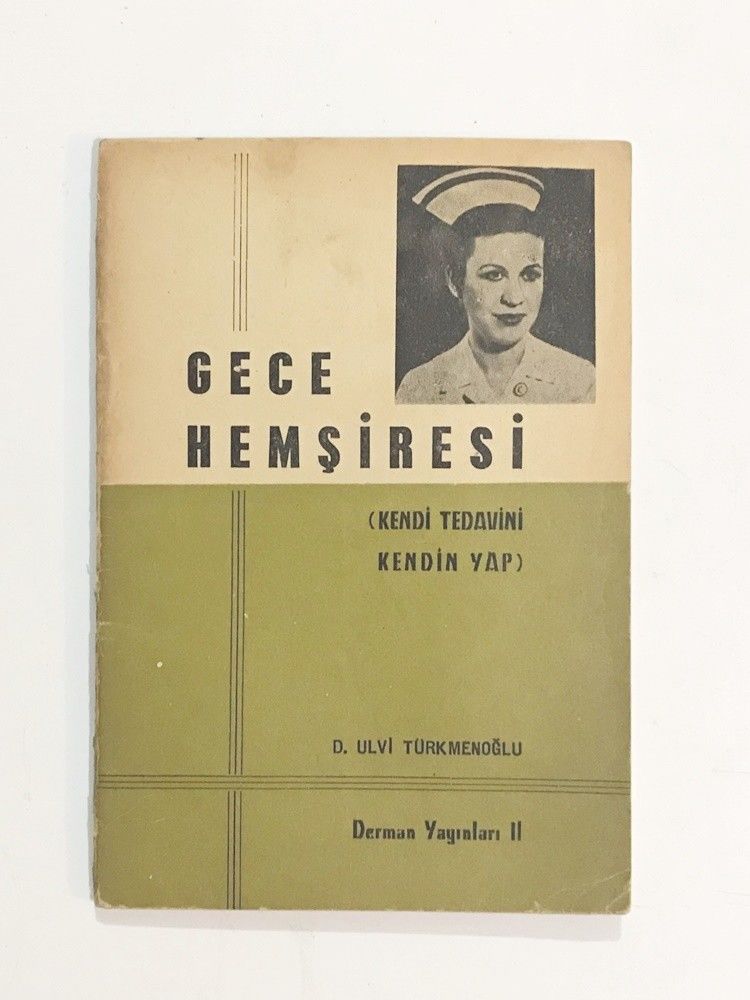 GECE
HEMŞİRESİ
(KENDİ TEDAVİNİ
KENDİN YAP)
D. ULVİ TÜRKMENOĞLU
Derman Yayınları II